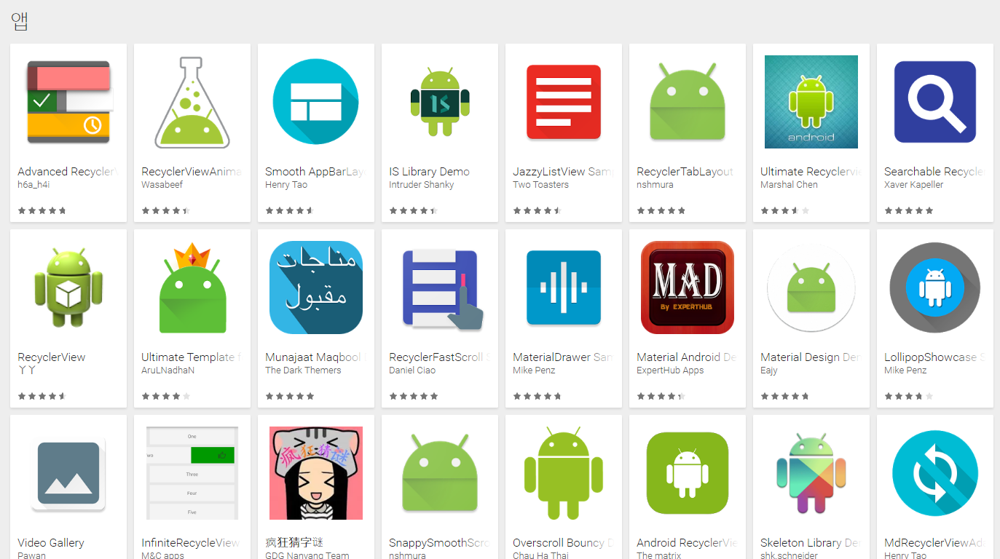 앱
1S
android
Advanced RecyclerV
h6a_h4i
RecyclerViewAnima
Wasabeef
Smooth AppBarLay
Henry Tao
IS Library Demo
Intruder Shanky
JazzyListView Sam
Two Toasters
RecyclerTabLayout
nshmura
Ultimate Recyclervie
Marshal Chen
Searchable Recycle
Xaver Kapeller
مناجات
مقبول
MAD
By EXPERTHUB
RecyclerView
丫丫
Ultimate Template f
AruLNadhaN
Munajaat Maqbool
The Dark Themers
RecyclerFastScroll S
Daniel Ciao
MaterialDrawer Sam
Mike Penz
Material Android De
ExpertHub Apps
Material Design Der
Eajy
LollipopShowcase S
Mike Penz
One
wo
Three
Four
Five
疯狂猜谜
Video Gallery
Pawan
InfiniteRecycleView
M&C apps
疯狂猜字谜
GDG Nanyang Team
SnappySmoothScro
nshmura
Overscroll Bouncy D
Chau Ha Thai
Android RecyclerVie
The matrix
Skeleton Library Der
shk.schneider
MdRecyclerViewAda
Henry Tao